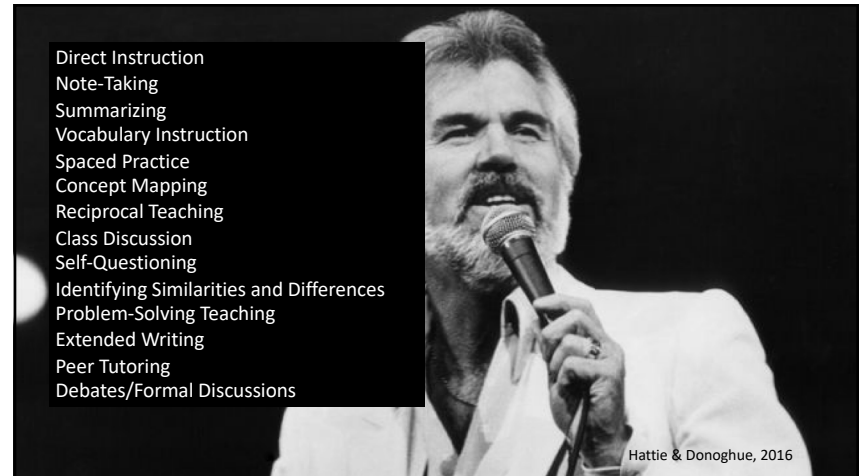 Direct Instruction
Note-Taking
Summarizing
Vocabulary Instruction
Spaced Practice
Concept Mapping
Reciprocal Teaching
Class Discussion
Self-Questioning
Identifying Similarities and Differences
Problem-Solving Teaching
Extended Writing
Peer Tutoring
Debates/Formal Discussions
Hattie & Donoghue, 2016